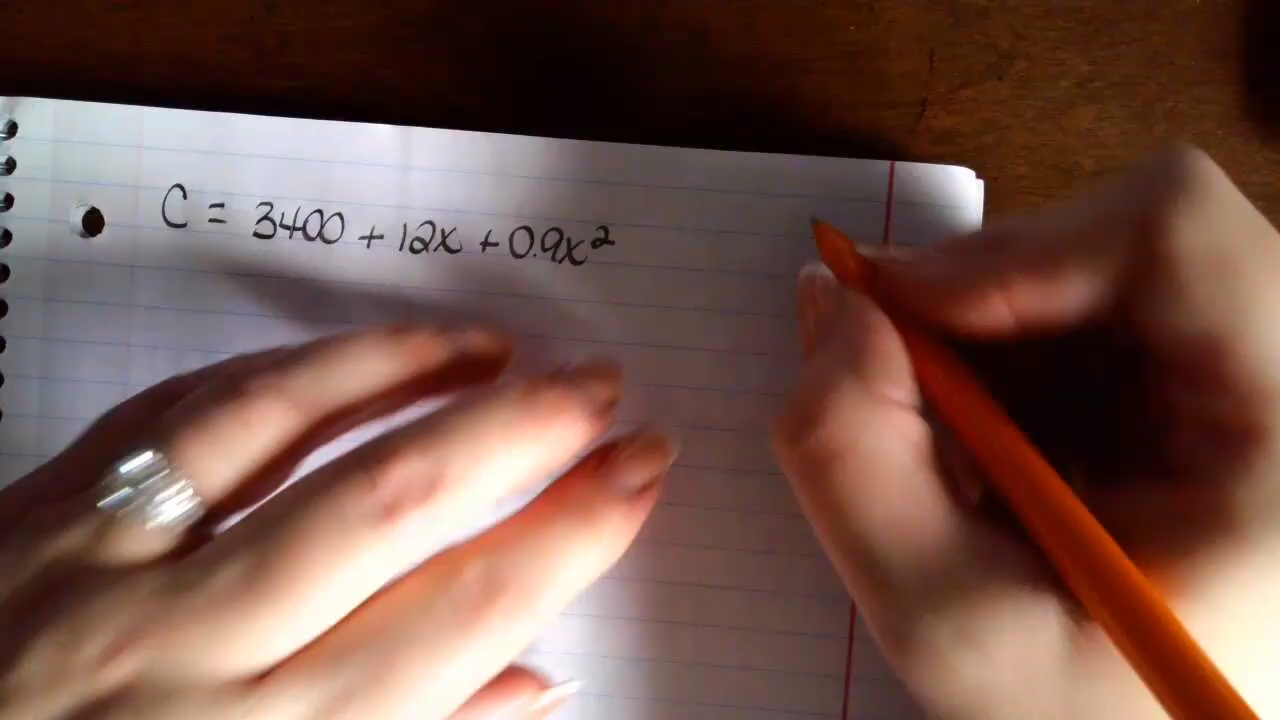 C = 3400 + 12x + 0.9x²